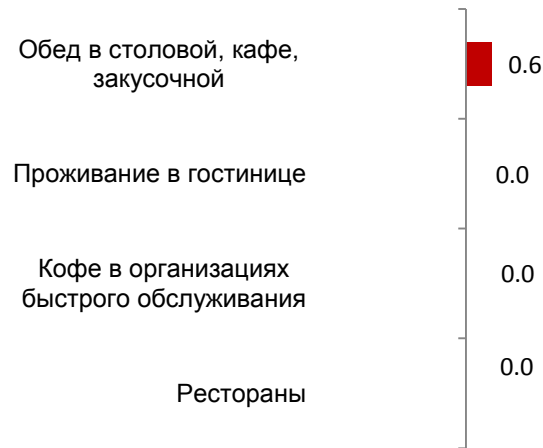 Обед в столовой, кафе,
закусочной
0.6
Проживание в гостинице
0.0
Кофе в организациях
быстрого обслуживания
0.0
Рестораны
0.0